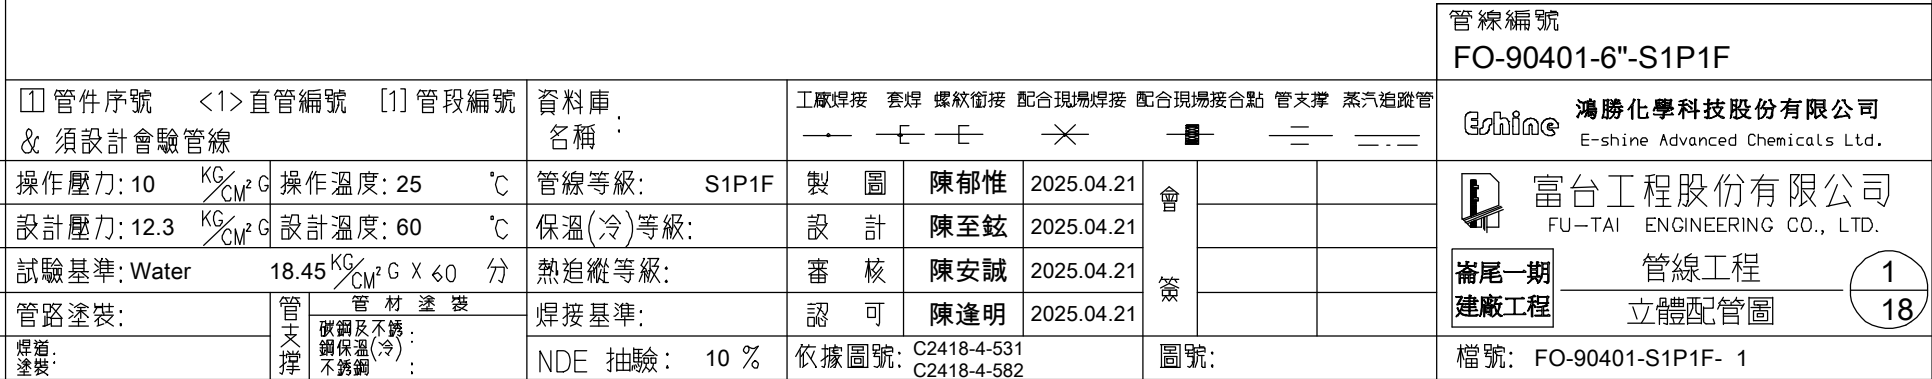 管線編號
FO-90401-6"-S1P1F
1 管件序號 <1>直管編號 [1]管段編號
& 須設計會驗管線
資料庫
名稱 :
工廠焊接 套焊 螺紋銜接 配合現場焊接 配合現場接合點 管支撐 蒸汽追蹤管
Eshine 鴻勝化學科技股份有限公司
E-shine Advanced Chemicals Ltd.
操作壓力: 10 KG/CM² G 操作溫度: 25 °C 管線等級: S1P1F 製 圖 陳郁惟 2025.04.21
設計壓力: 12.3 KG/CM² G 設計溫度: 60 °C 保溫(冷)等級: 設 計 陳至鉉 2025.04.21
會
簽
富台工程股份有限公司
FU-TAI ENGINEERING CO., LTD.
試驗基準: Water 18.45 KG/CM² G X 60 分 熱追縱等級: 審 核 陳安誠 2025.04.21
管路塗裝: 管支撐 管 材 塗 裝 焊接基準: 認 可 陳逢明 2025.04.21
崙尾一期
建廠工程
管線工程
立體配管圖
1
18
焊道
塗裝:
碳鋼及不銹 :
鋼保溫(冷)
不銹鋼 :
NDE 抽驗: 10 % 依據圖號: C2418-4-531
C2418-4-582
圖號:
檔號: FO-90401-S1P1F- 1